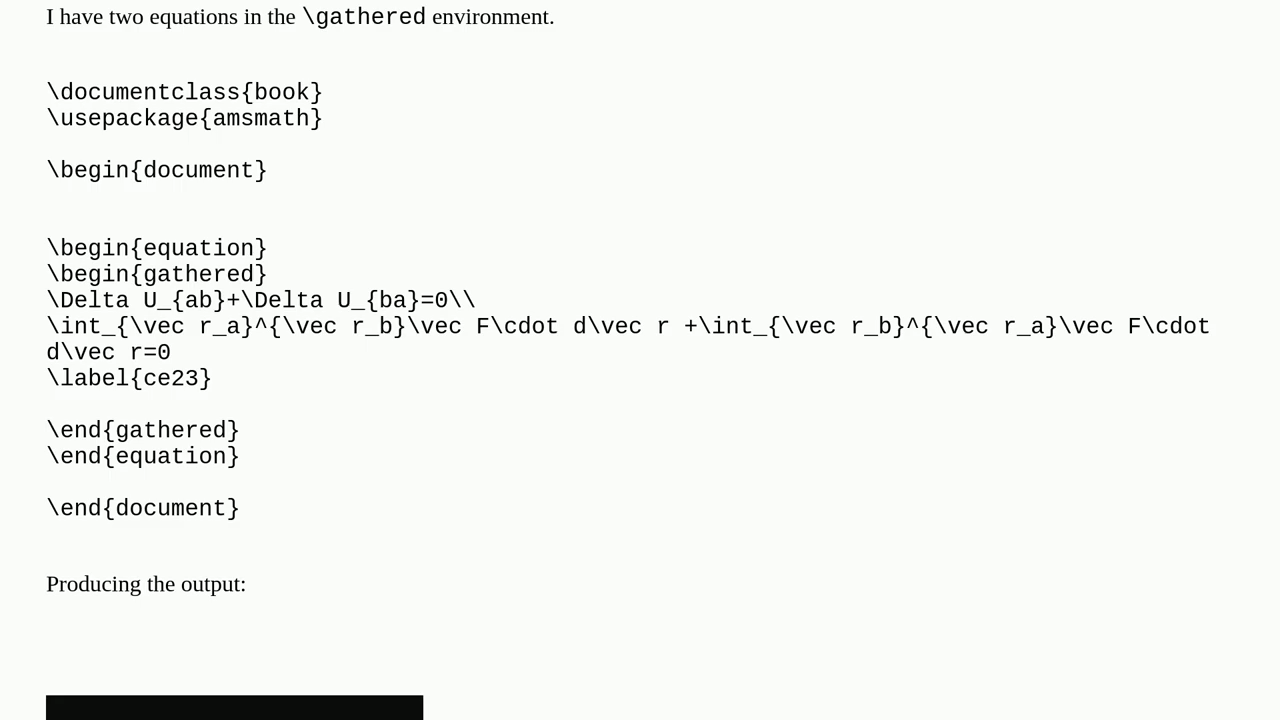 I have two equations in the \gathered environment.
\documentclass{book}
\usepackage{amsmath}
\begin{document}
\begin{equation}
\begin{gathered}
\Delta U_{ab}+\Delta U_{ba}=0\\
\int_{\vec r_a}^{\vec r_b}\vec F\cdot d\vec r +\int_{\vec r_b}^{\vec r_a}\vec F\cdot
d\vec r=0
\label{ce23}
\end{gathered}
\end{equation}
\end{document}
Producing the output: